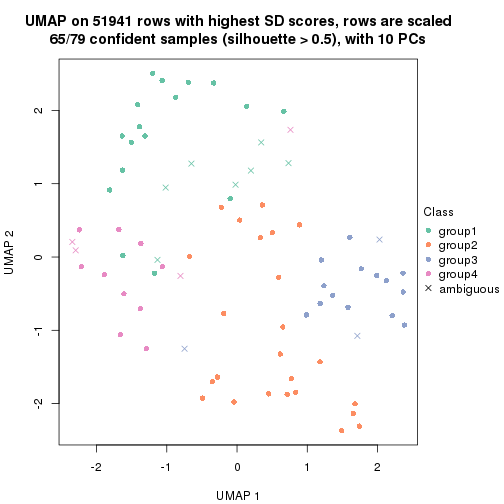 UMAP on 51941 rows with highest SD scores, rows are scaled
65/79 confident samples (silhouette > 0.5), with 10 PCs
2
1
0
-1
-2
UMAP 2
-2
-1
0
1
2
UMAP 1
Class
group1
group2
group3
group4
ambiguous